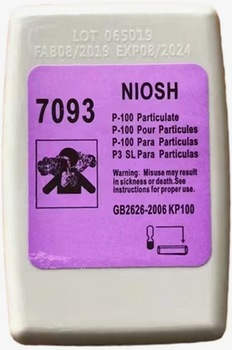 LOT 065019
FAB08/2019 EXP08/2024
7093
NIOSH
P-100 Particulate
P-100 Pour Particules
P-100 Para Particulas
P3 SL Para Particulas
Warning: Misuse may result
in sickness or death.See
instructions for proper use.
GB2626-2006 KP100